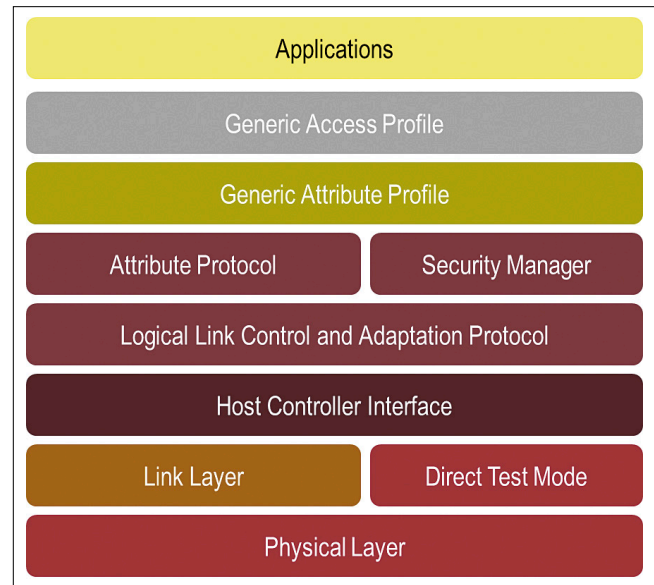 Applications
Generic Access Profile
Generic Attribute Profile
Attribute Protocol
Security Manager
Logical Link Control and Adaptation Protocol
Host Controller Interface
Link Layer
Direct Test Mode
Physical Layer